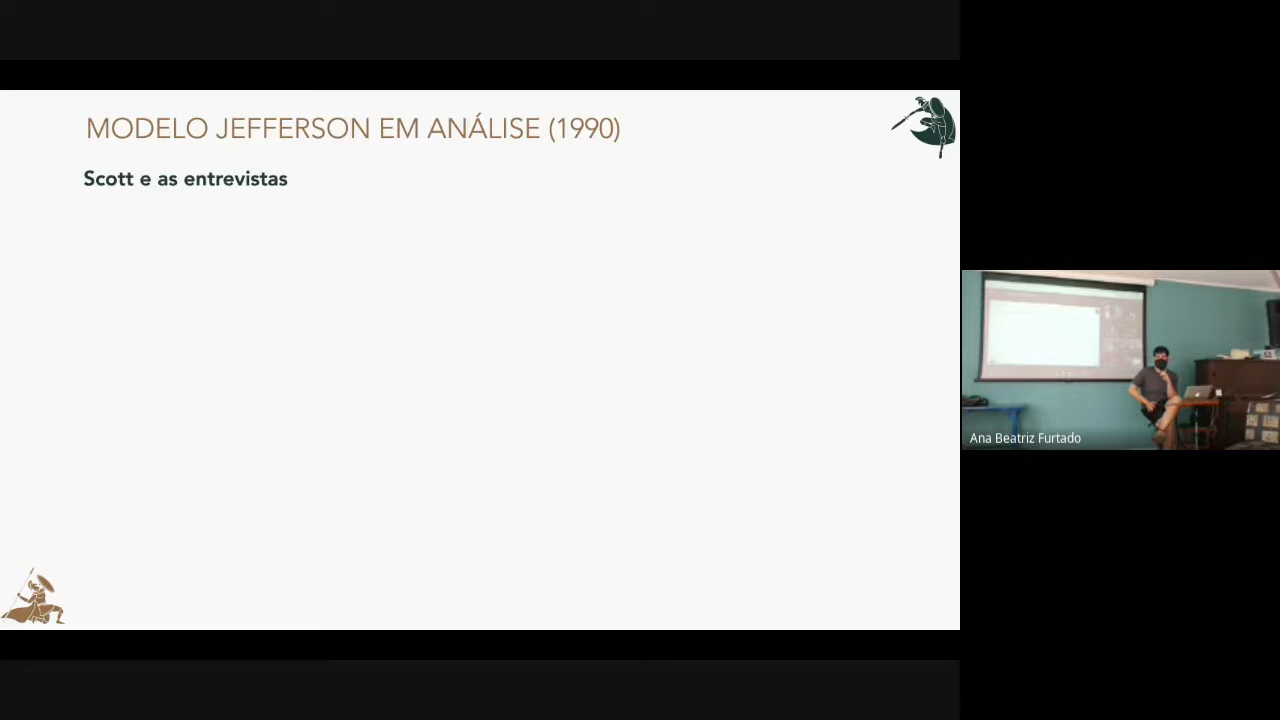 MODELO JEFFERSON EM ANÁLISE (1990)
Scott e as entrevistas
Ana Beatriz Furtado